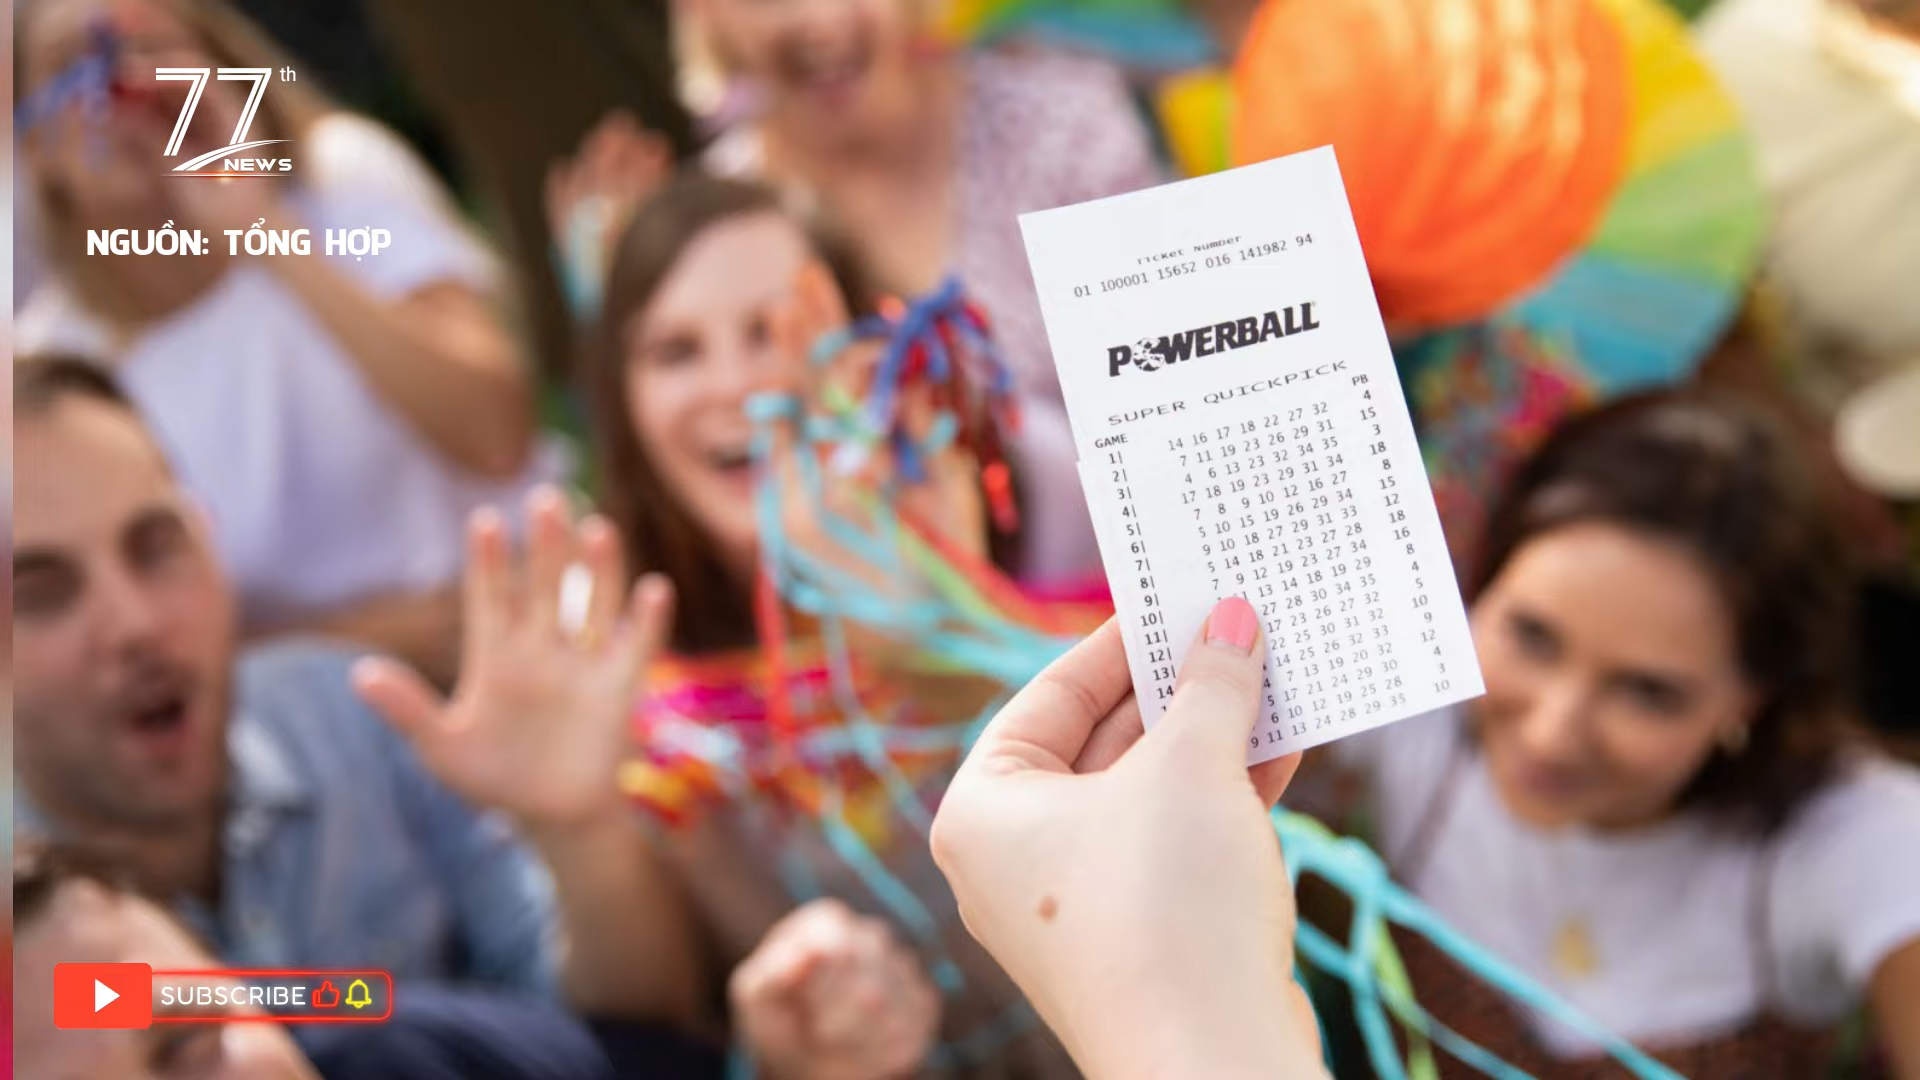 77th
NEWS
NGUỒN: TỔNG HỢP
Ticket Number
01 100001 15652 016 141982 94
POWERBALL
SUPER QUICKPICK
GAME PB
1| 14 16 17 18 22 27 32 4
2| 7 11 19 23 26 29 31 15
3| 4 6 13 23 32 34 35 3
4| 17 18 19 23 29 31 34 18
5| 7 8 9 10 12 16 27 8
6| 5 10 15 19 26 29 34 15
7| 9 10 18 27 29 31 33 12
8| 5 14 18 21 23 27 28 18
9| 7 9 12 19 23 27 34 16
10| 11 13 14 18 19 29 8
11| 27 28 30 34 35 4
12| 17 23 26 27 32 5
13| 22 25 30 31 32 10
14 14 25 26 32 33 9
4 7 13 19 20 32 12
5 17 21 24 29 30 4
6 10 12 19 25 28 3
9 11 13 24 28 29 35 10
SUBSCRIBE